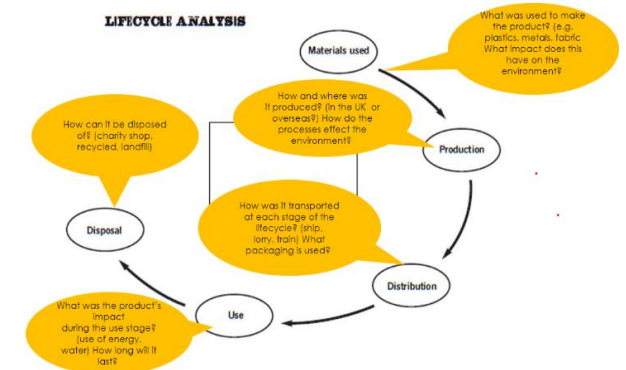 LIFECYCLE ANALYSIS
What was used to make
the product? (e.g.
plastics, metals, fabric
What impact does this
have on the
environment?
Materials used
How and where was
it produced? (in the UK or
overseas?) How do the
processes effect the
environment?
Production
How can it be disposed
of? (charity shop,
recycled, landfill)
How was it transported
at each stage of the
lifecycle? (ship,
lorry, train) What
packaging is used?
Disposal
Distribution
What was the product's
impact
during the use stage?
(use of energy,
water) How long will it
last?
Use